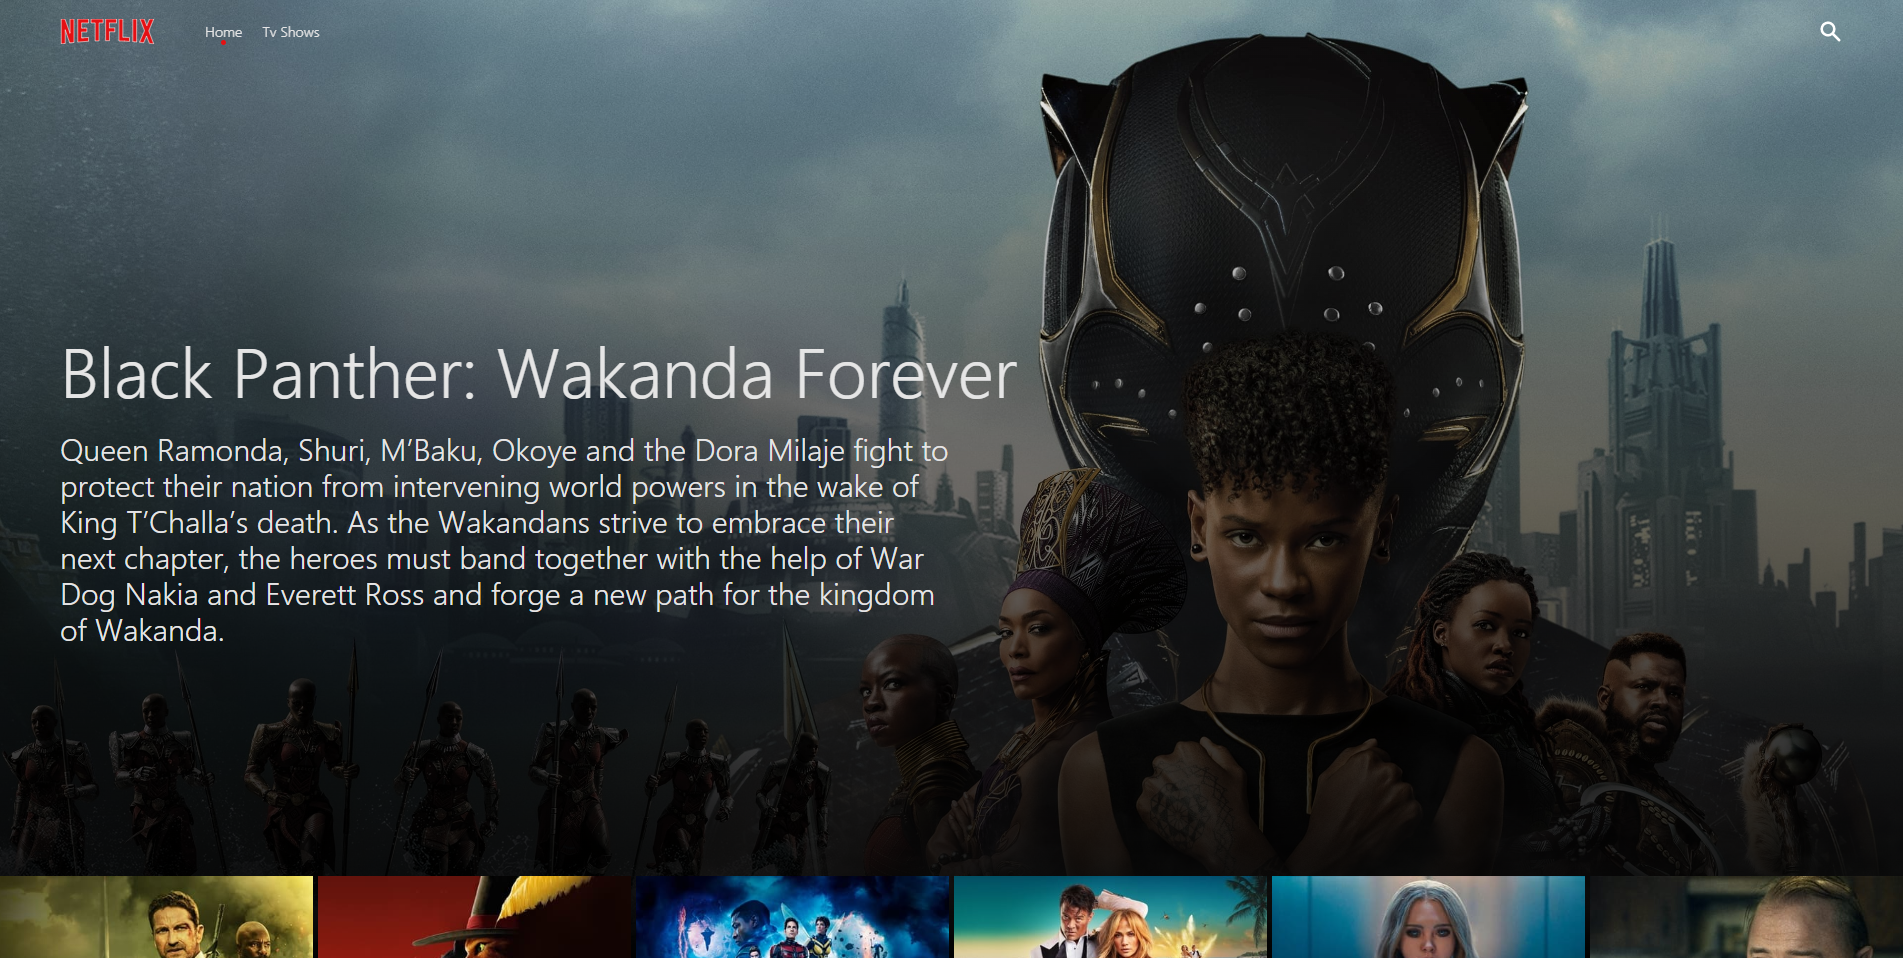 NETFLIX
Home
Tv Shows
Black Panther: Wakanda Forever
Queen Ramonda, Shuri, M’Baku, Okoye and the Dora Milaje fight to
protect their nation from intervening world powers in the wake of
King T’Challa’s death. As the Wakandans strive to embrace their
next chapter, the heroes must band together with the help of War
Dog Nakia and Everett Ross and forge a new path for the kingdom
of Wakanda.